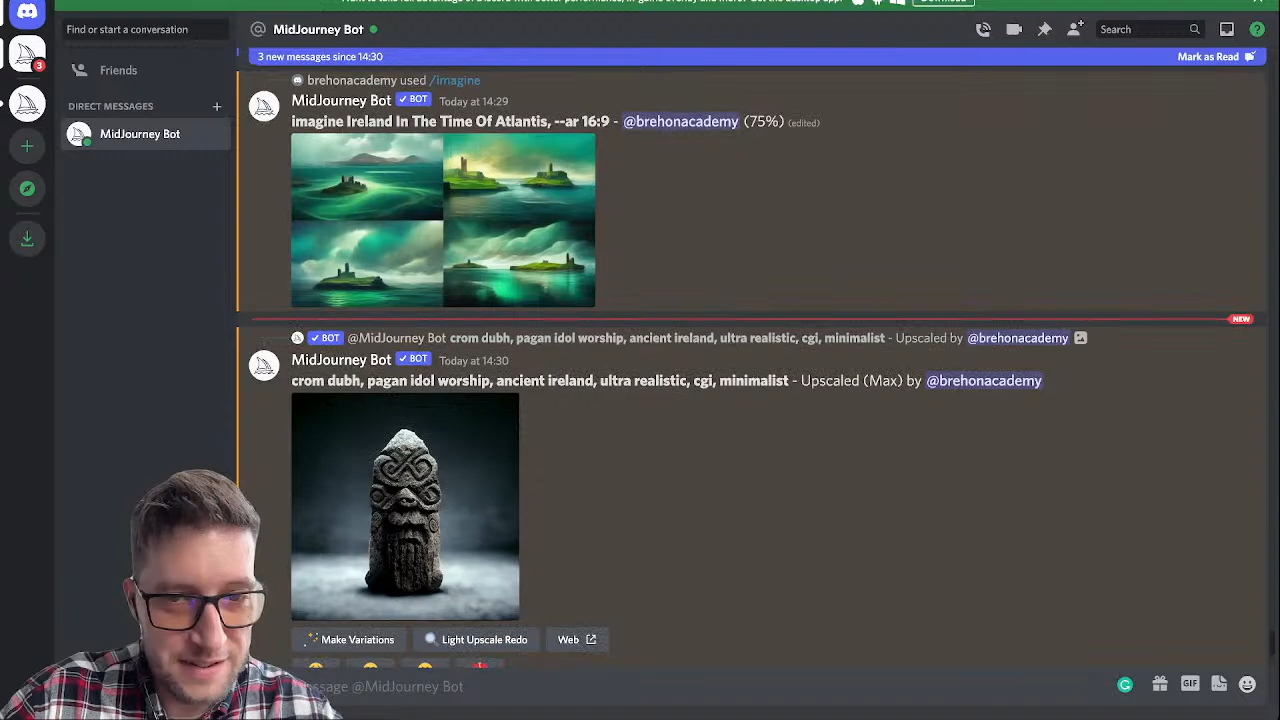 Find or start a conversation
MidJourney Bot
Search
3 new messages since 14:30
Mark as Read
3
Friends
DIRECT MESSAGES
MidJourney Bot
brehonacademy used /imagine
MidJourney Bot BOT Today at 14:29
imagine Ireland In The Time Of Atlantis, --ar 16:9 - @brehonacademy (75%) (edited)
NEW
BOT @MidJourney Bot crom dubh, pagan idol worship, ancient ireland, ultra realistic, cgi, minimalist - Upscaled by @brehonacademy
MidJourney Bot BOT Today at 14:30
crom dubh, pagan idol worship, ancient ireland, ultra realistic, cgi, minimalist - Upscaled (Max) by @brehonacademy
Make Variations
Light Upscale Redo
Web
@MidJourney Bot
GIF